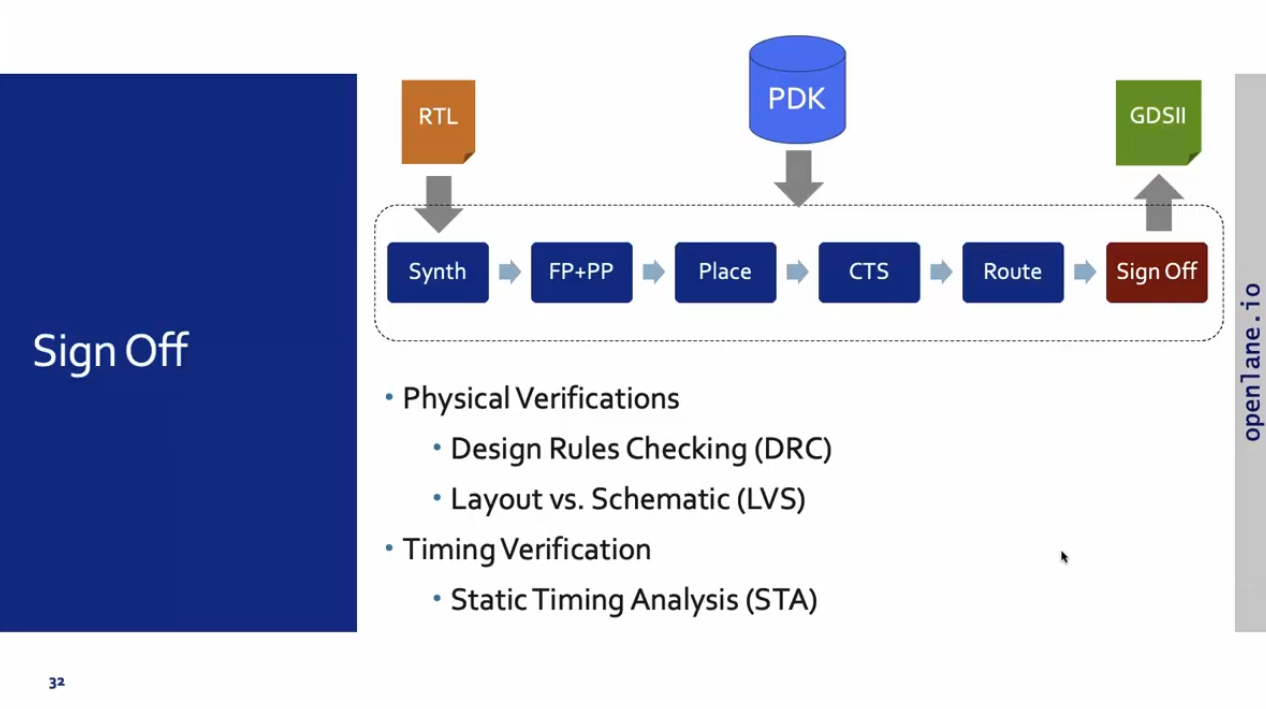 RTL
PDK
GDSII
Synth
FP+PP
Place
CTS
Route
Sign Off
Sign Off
• Physical Verifications
• Design Rules Checking (DRC)
• Layout vs. Schematic (LVS)
• Timing Verification
• Static Timing Analysis (STA)
openlane.io
32